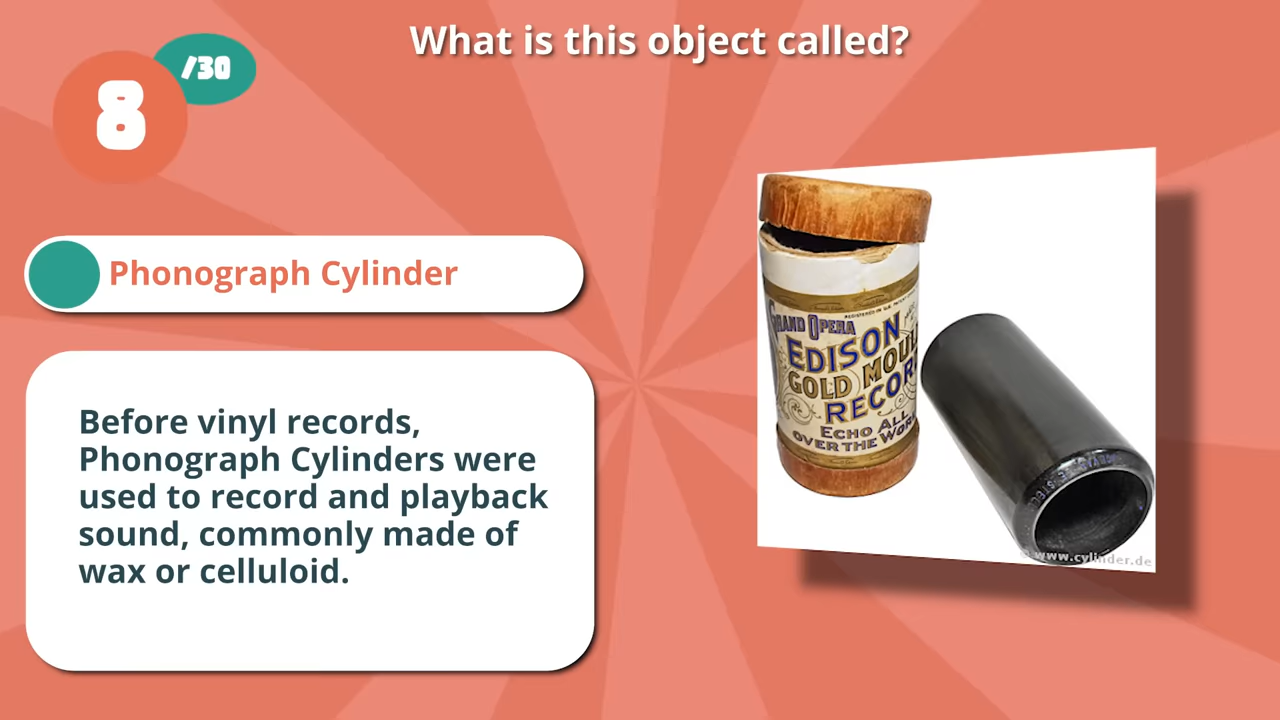 What is this object called?
8
/30
Phonograph Cylinder
Before vinyl records,
Phonograph Cylinders were
used to record and playback
sound, commonly made of
wax or celluloid.
GRAND OPERA
EDISON
GOLD MOUL
RECOR
ECHO ALL
OVER THE WOR
www.cylinder.de